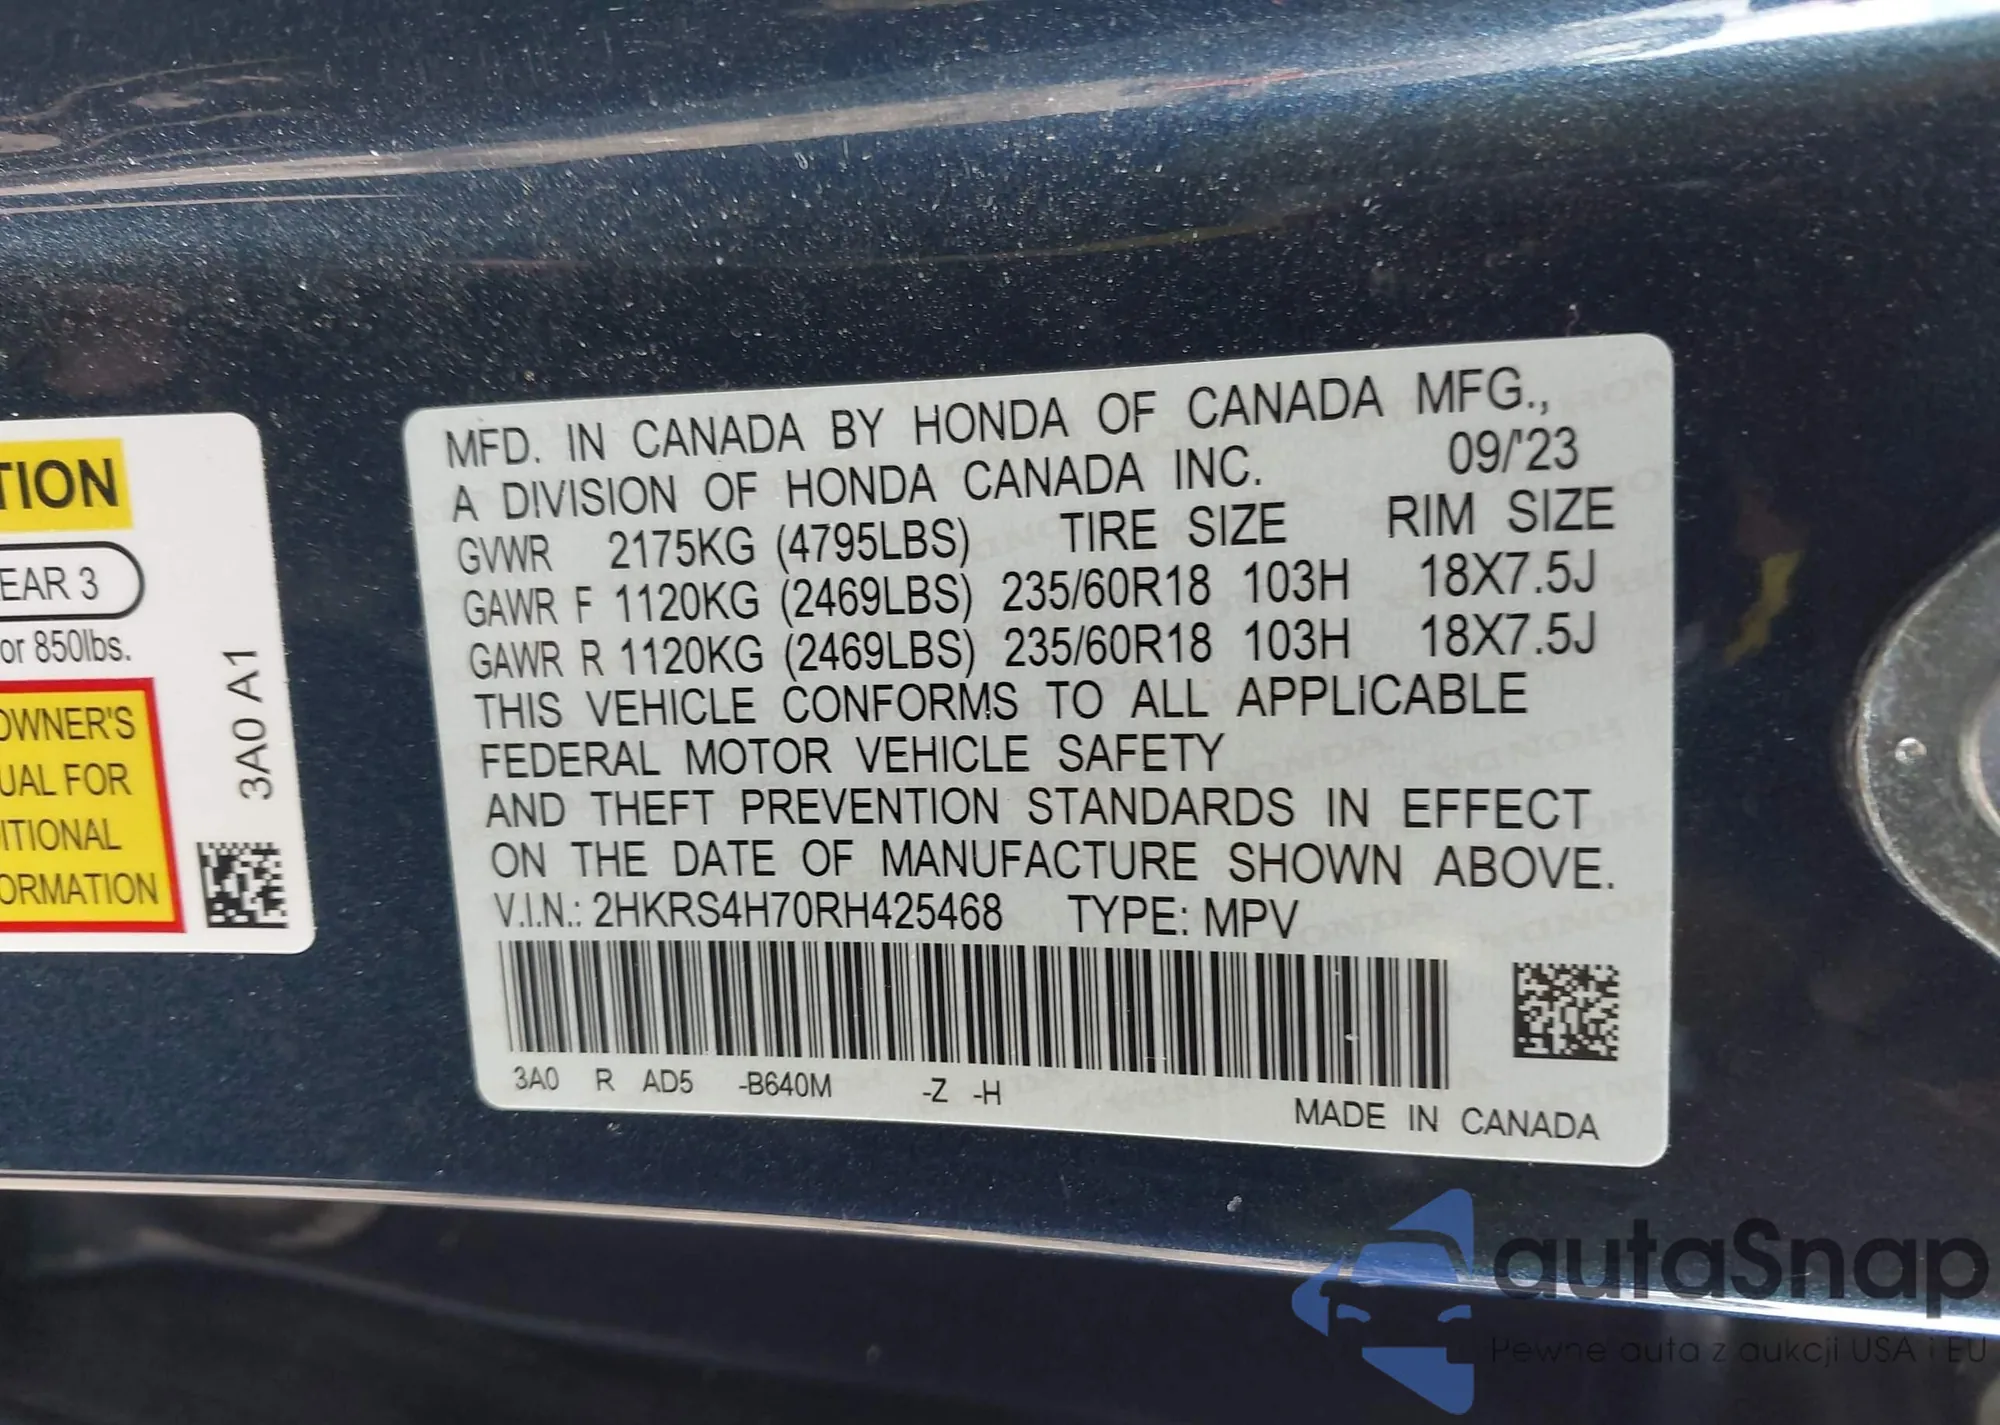 TION
EAR 3
or 850lbs.
OWNER'S
UAL FOR
ITIONAL
ORMATION
3A0 A1
MFD. IN CANADA BY HONDA OF CANADA MFG.,
A DIVISION OF HONDA CANADA INC. 09/'23
GVWR 2175KG (4795LBS) TIRE SIZE RIM SIZE
GAWR F 1120KG (2469LBS) 235/60R18 103H 18X7.5J
GAWR R 1120KG (2469LBS) 235/60R18 103H 18X7.5J
THIS VEHICLE CONFORMS TO ALL APPLICABLE
FEDERAL MOTOR VEHICLE SAFETY
AND THEFT PREVENTION STANDARDS IN EFFECT
ON THE DATE OF MANUFACTURE SHOWN ABOVE.
V.I.N.: 2HKRS4H70RH425468 TYPE: MPV
3A0 R AD5 -B640M -Z -H
MADE IN CANADA
autaSnap
Pewne auta z aukcji USA i EU